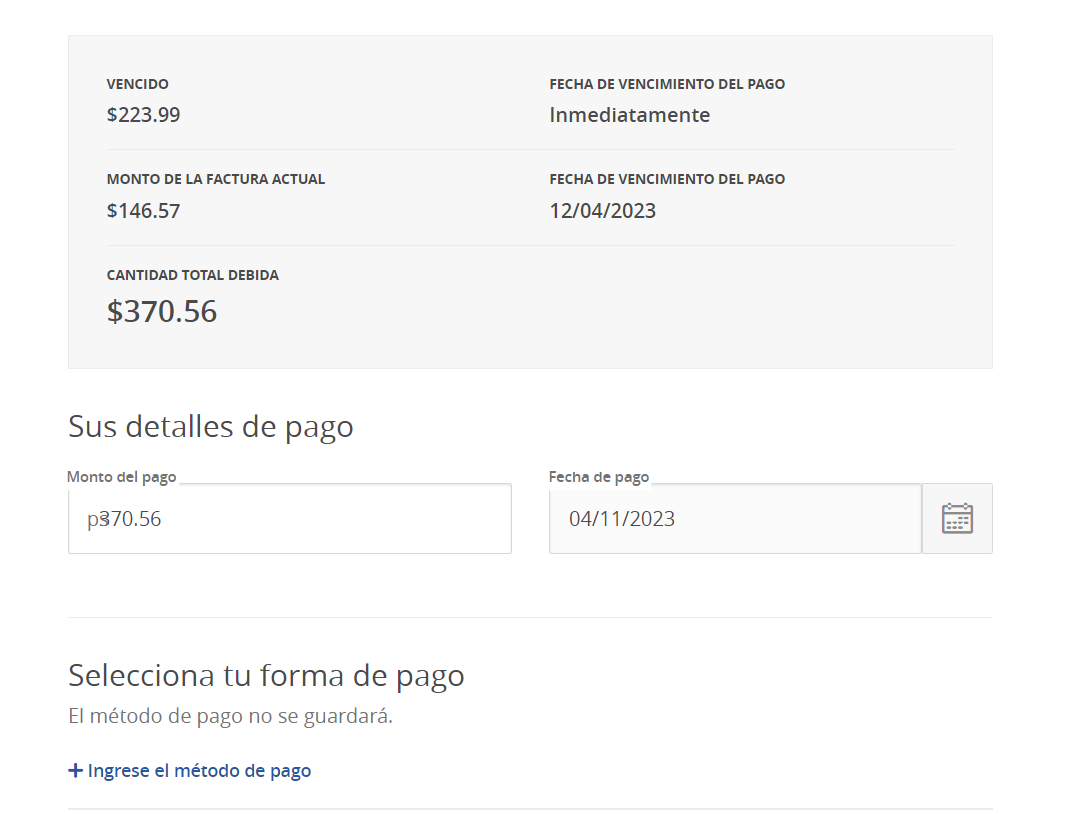 VENCIDO
FECHA DE VENCIMIENTO DEL PAGO
$223.99
Inmediatamente
MONTO DE LA FACTURA ACTUAL
FECHA DE VENCIMIENTO DEL PAGO
$146.57
12/04/2023
CANTIDAD TOTAL DEBIDA
$370.56
Sus detalles de pago
Monto del pago
Fecha de pago
370.56
04/11/2023
Selecciona tu forma de pago
El método de pago no se guardará.
+ Ingrese el método de pago